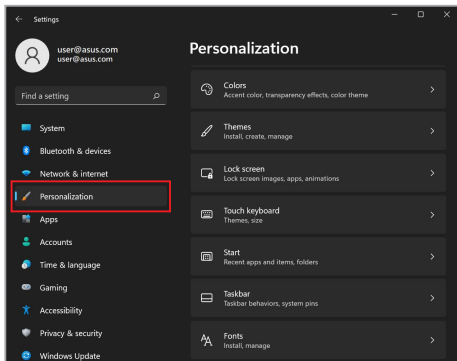 Settings
user@asus.com
user@asus.com
Find a setting
System
Bluetooth & devices
Network & internet
Personalization
Apps
Accounts
Time & language
Gaming
Accessibility
Privacy & security
Windows Update
Personalization
Colors
Accent color, transparency effects, color theme
Themes
Install, create, manage
Lock screen
Lock screen images, apps, animations
Touch keyboard
Themes, size
Start
Recent apps and items, folders
Taskbar
Taskbar behaviors, system pins
Fonts
Install, manage